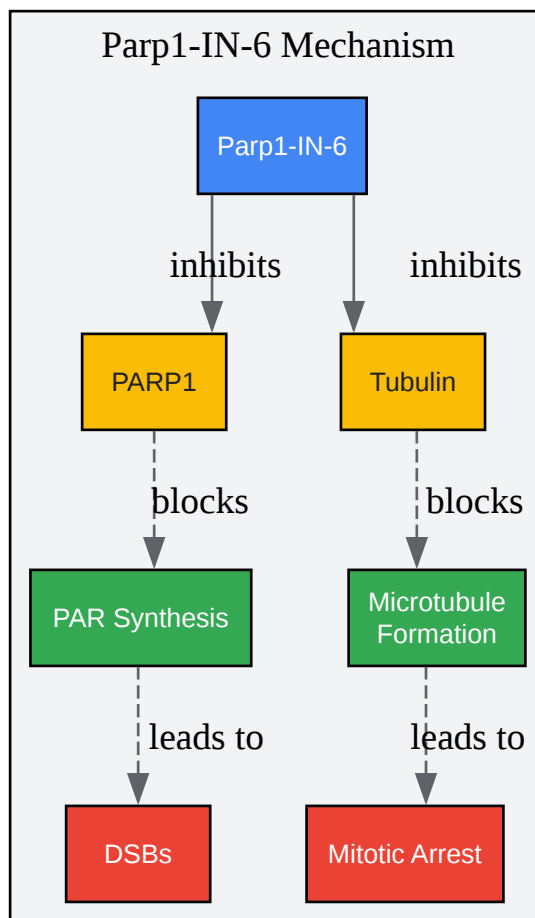 Parp1-IN-6 Mechanism
Parp1-IN-6
inhibits
inhibits
PARP1
Tubulin
blocks
blocks
PAR Synthesis
Microtubule
Formation
leads to
leads to
DSBs
Mitotic Arrest